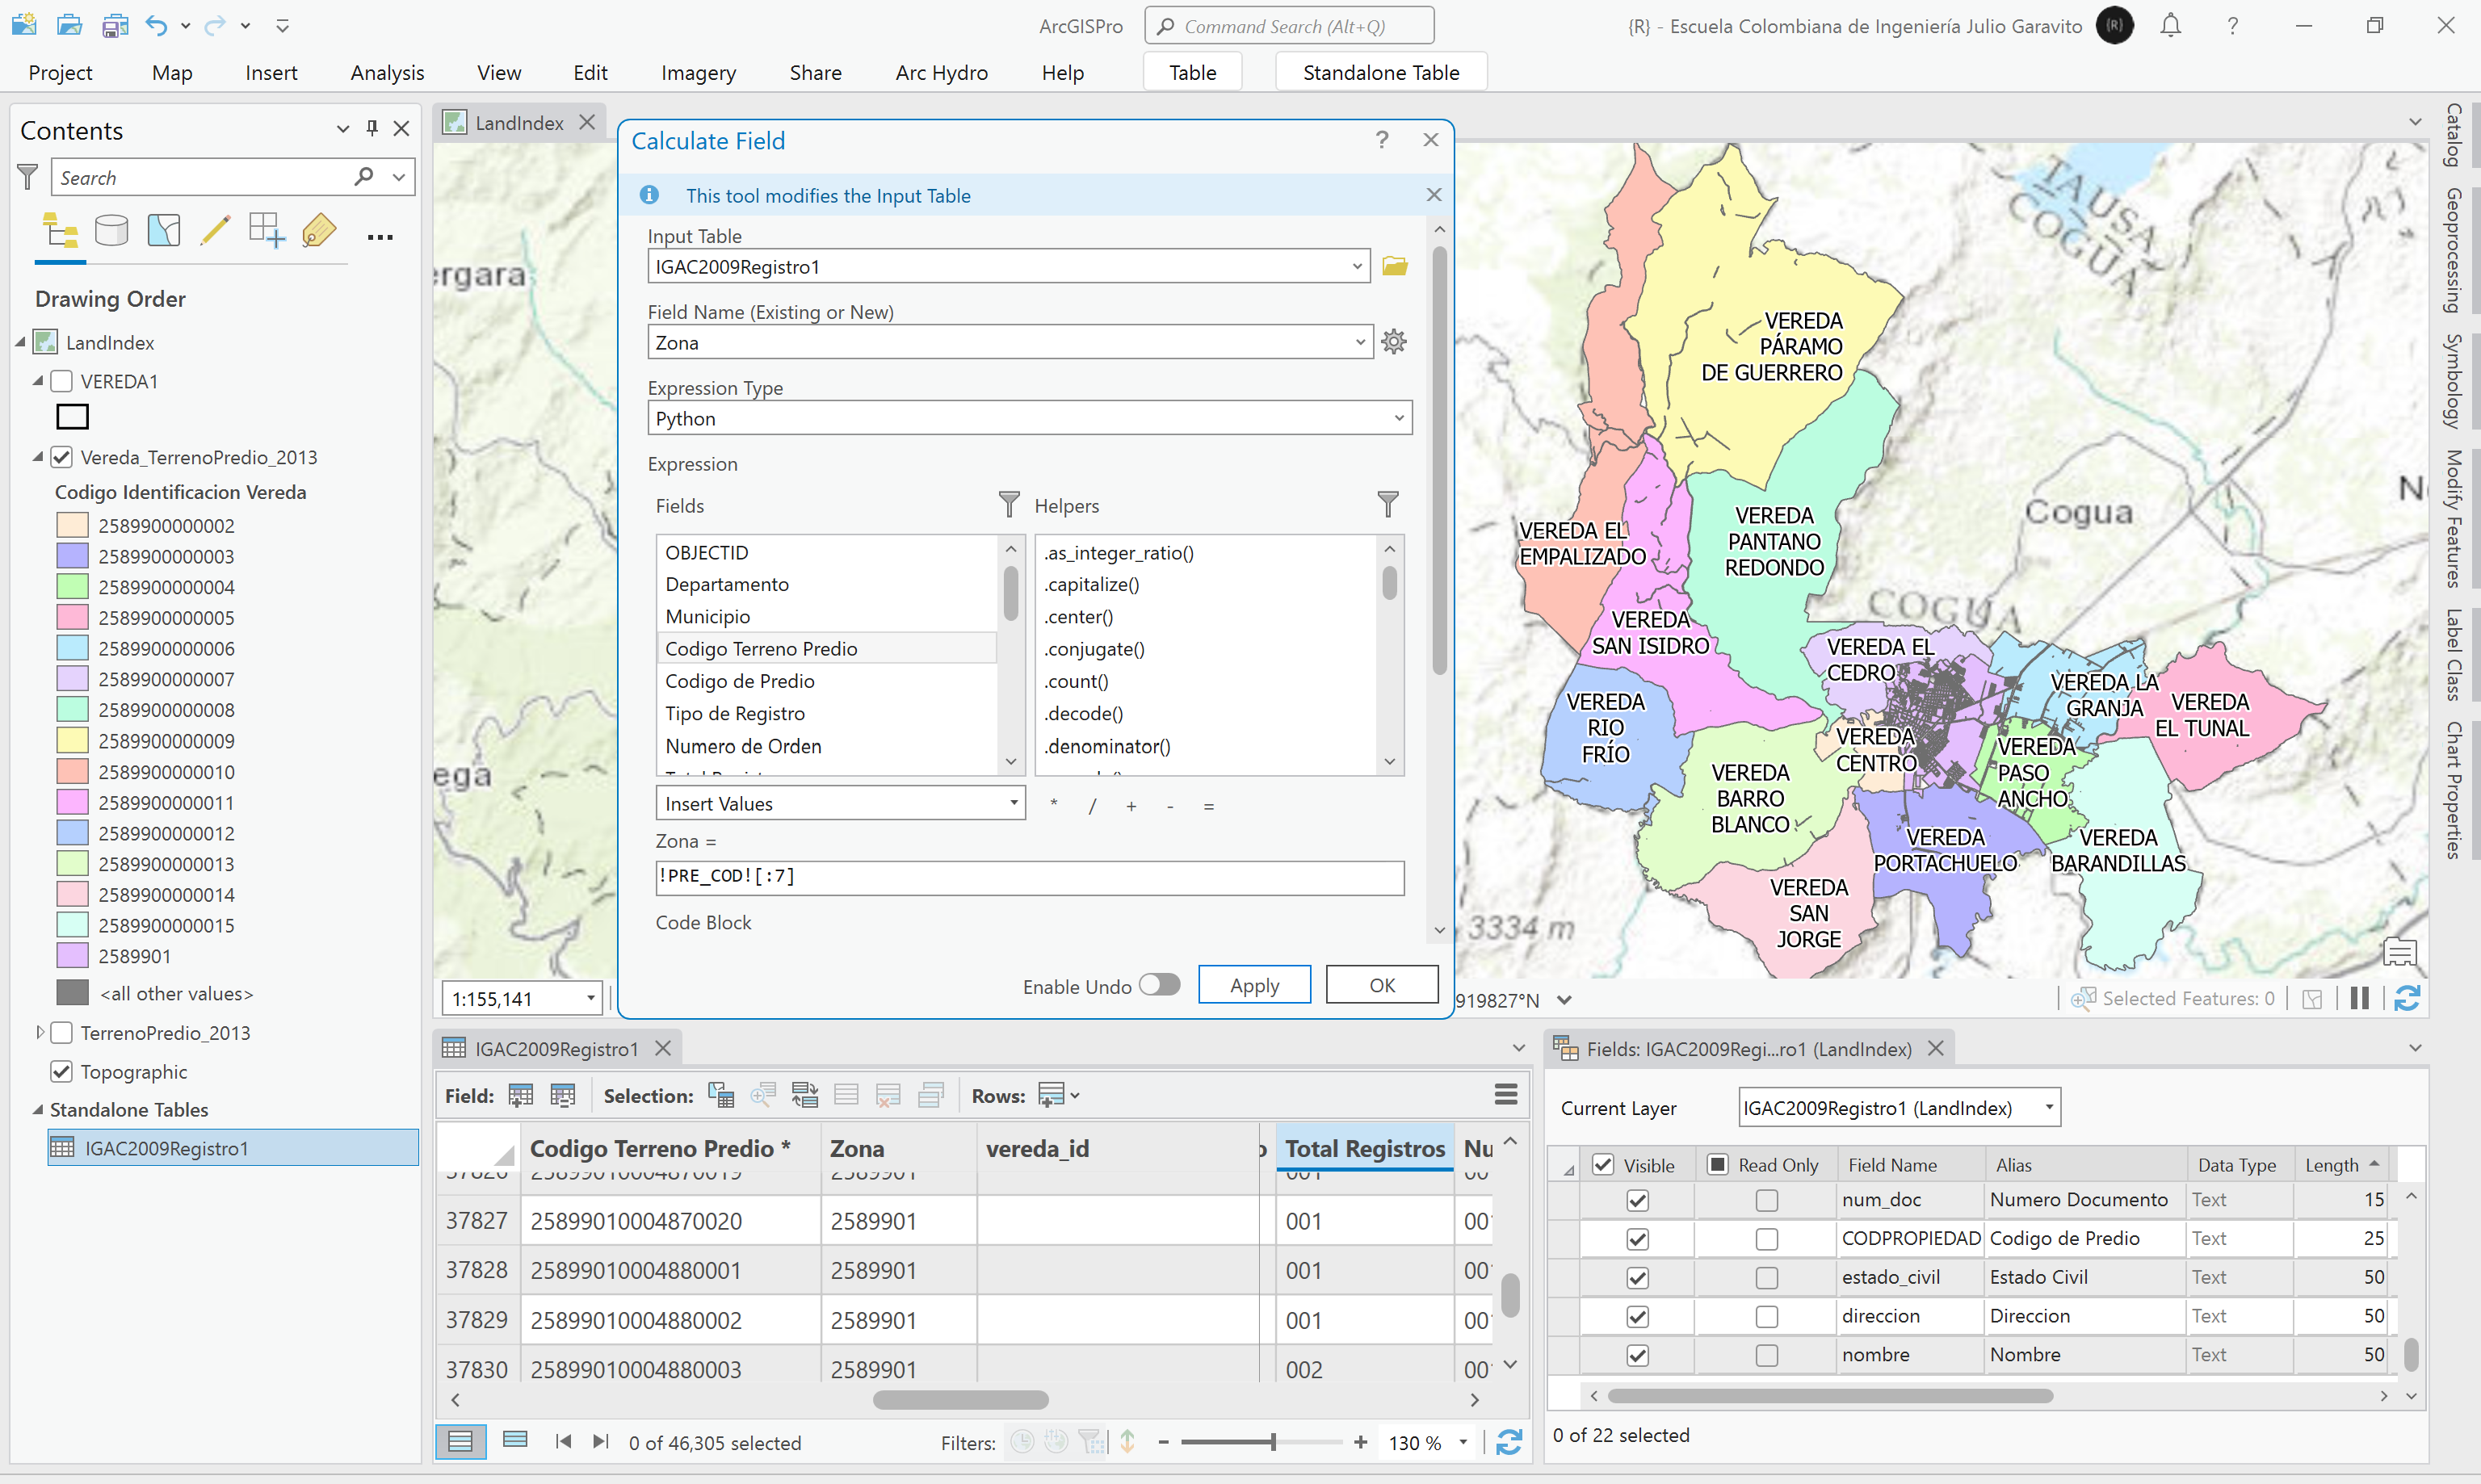 ArcGISPro
Command Search (Alt+Q)
{R} - Escuela Colombiana de Ingeniería Julio Garavito
{R}
?
Project Map Insert Analysis View Edit Imagery Share Arc Hydro Help Table Standalone Table
Contents
Search
Drawing Order
LandIndex
VEREDA1
Vereda_TerrenoPredio_2013
Codigo Identificacion Vereda
2589900000002
2589900000003
2589900000004
2589900000005
2589900000006
2589900000007
2589900000008
2589900000009
2589900000010
2589900000011
2589900000012
2589900000013
2589900000014
2589900000015
2589901
<all other values>
TerrenoPredio_2013
Topographic
Standalone Tables
IGAC2009Registro1
LandIndex
ergara
ega
Calculate Field
?
This tool modifies the Input Table
Input Table
IGAC2009Registro1
Field Name (Existing or New)
Zona
Expression Type
Python
Expression
Fields
Helpers
OBJECTID
Departamento
Municipio
Codigo Terreno Predio
Codigo de Predio
Tipo de Registro
Numero de Orden
.as_integer_ratio()
.capitalize()
.center()
.conjugate()
.count()
.decode()
.denominator()
Insert Values
* / + - =
Zona =
!PRE_COD![:7]
Code Block
Enable Undo
Apply
OK
TAUSA
COGUA
Cogua
COGUA
3334 m
VEREDA
PÁRAMO
DE GUERRERO
VEREDA EL
EMPALIZADO
VEREDA
PANTANO
REDONDO
VEREDA
SAN ISIDRO
VEREDA EL
CEDRO
VEREDA LA
GRANJA
VEREDA
EL TUNAL
VEREDA
RIO
FRÍO
VEREDA
CENTRO
VEREDA
PASO
ANCHO
VEREDA
BARRO
BLANCO
VEREDA
PORTACHUELO
VEREDA
BARANDILLAS
VEREDA
SAN
JORGE
1:155,141
919827°N
Selected Features: 0
Catalog
Geoprocessing
Symbology
Modify Features
Label Class
Chart Properties
IGAC2009Registro1
Field:
Selection:
Rows:
Codigo Terreno Predio * Zona vereda_id Total Registros Nu
37826 25899010004870019 2589901 001 00
37827 25899010004870020 2589901 001 00
37828 25899010004880001 2589901 001 00
37829 25899010004880002 2589901 001 00
37830 25899010004880003 2589901 002 00
0 of 46,305 selected
Filters:
- +
130 %
Fields: IGAC2009Regi...ro1 (LandIndex)
Current Layer
IGAC2009Registro1 (LandIndex)
Visible Read Only Field Name Alias Data Type Length
num_doc Numero Documento Text 15
CODPROPIEDAD Codigo de Predio Text 25
estado_civil Estado Civil Text 50
direccion Direccion Text 50
nombre Nombre Text 50
0 of 22 selected